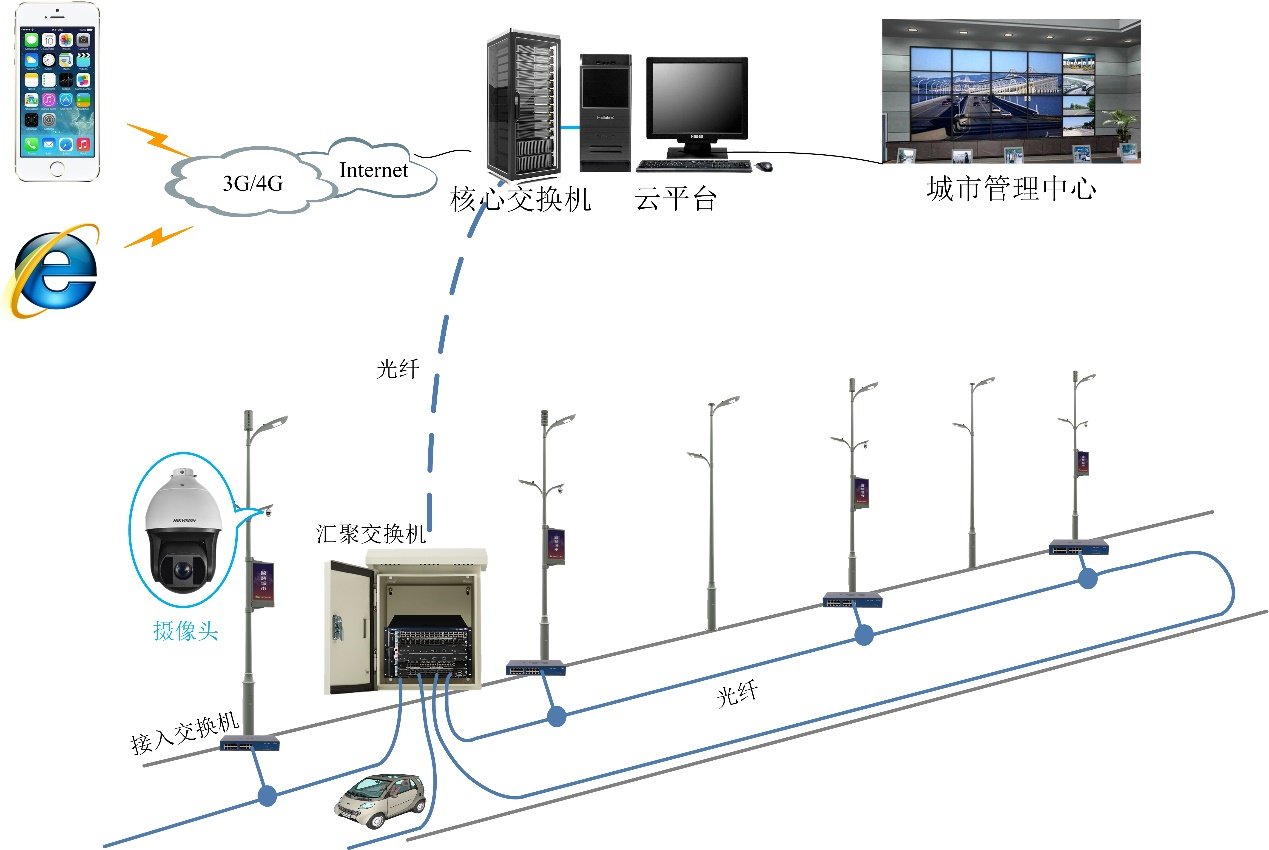 3G/4G
Internet
核心交换机
云平台
城市管理中心
光纤
汇聚交换机
HIKVISION
摄像头
接入交换机
光纤